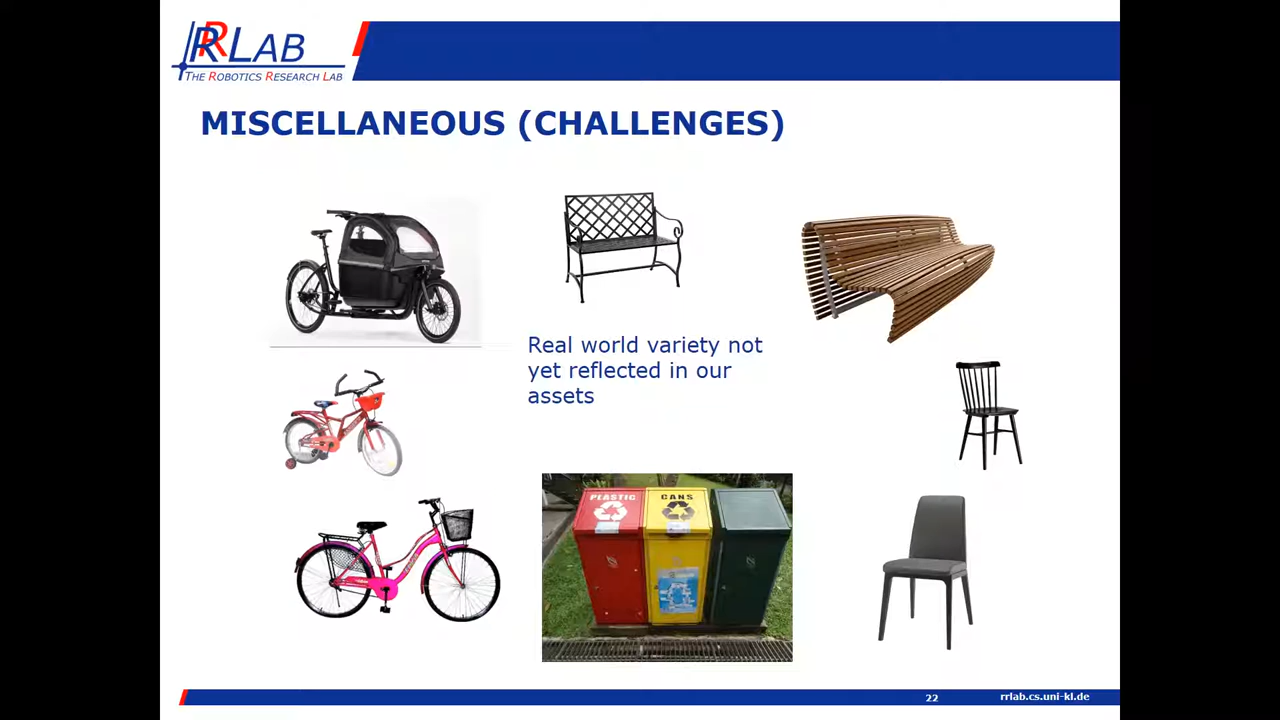 RRLAB
THE ROBOTICS RESEARCH LAB
MISCELLANEOUS (CHALLENGES)
Real world variety not
yet reflected in our
assets
PLASTIC
CANS
22
rrlab.cs.uni-kl.de